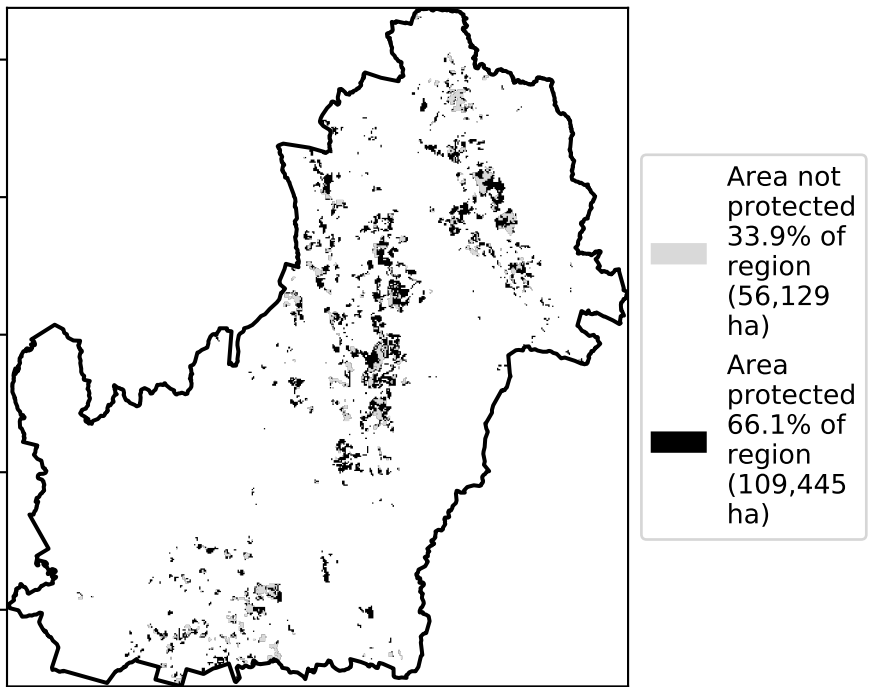 Area not
protected
33.9% of
region
(56,129
ha)
Area
protected
66.1% of
region
(109,445
ha)